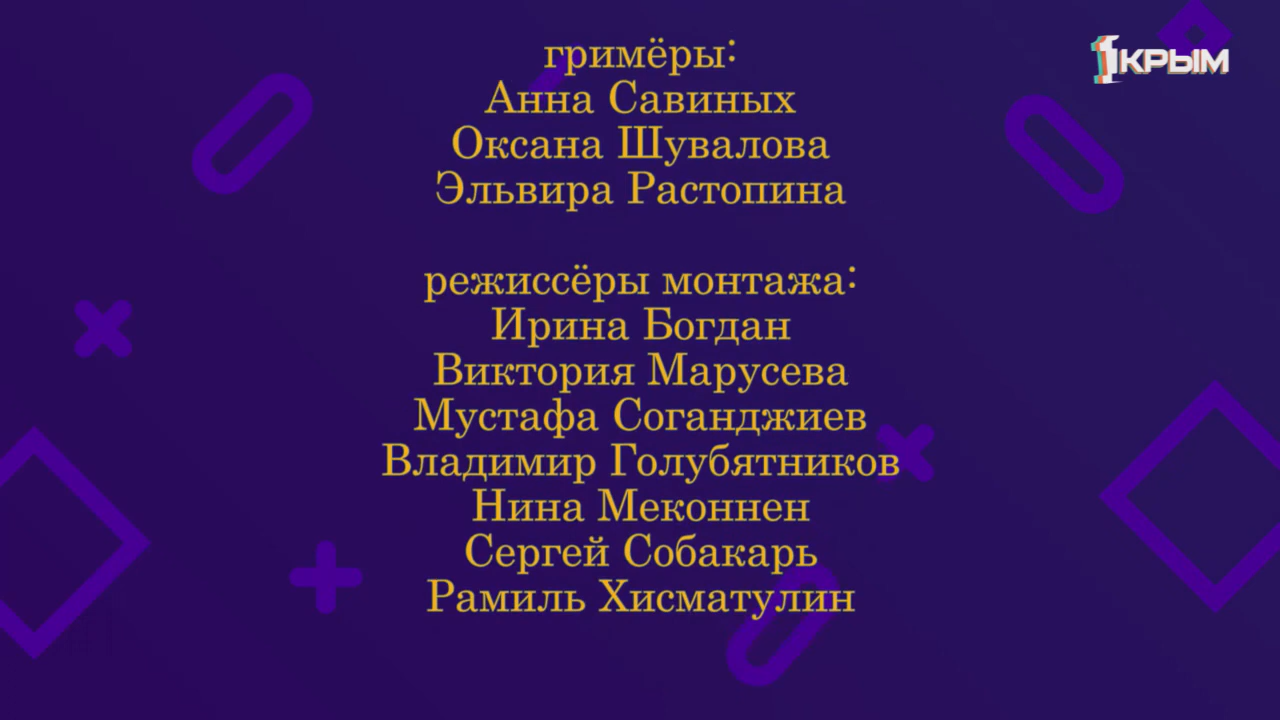 гримёры:
Анна Савиных
Оксана Шувалова
Эльвира Растопина
режиссёры монтажа:
Ирина Богдан
Виктория Марусева
Мустафа Соганджиев
Владимир Голубятников
Нина Меконнен
Сергей Собакарь
Рамиль Хисматулин
1КРЫМ